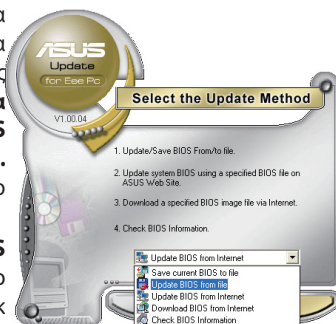 α
α
ς
α
S
.
ο
S
ο
k
ASUS
Update
for Eee Pc
V1.00.04
Select the Update Method
1. Update/Save BIOS From/to file.
2. Update system BIOS using a specified BIOS file on
ASUS Web Site.
3. Download a specified BIOS image file via Internet.
4. Check BIOS Information.
Update BIOS from Internet
Save current BIOS to file
Update BIOS from file
Update BIOS from Internet
Download BIOS from Internet
Check BIOS Information